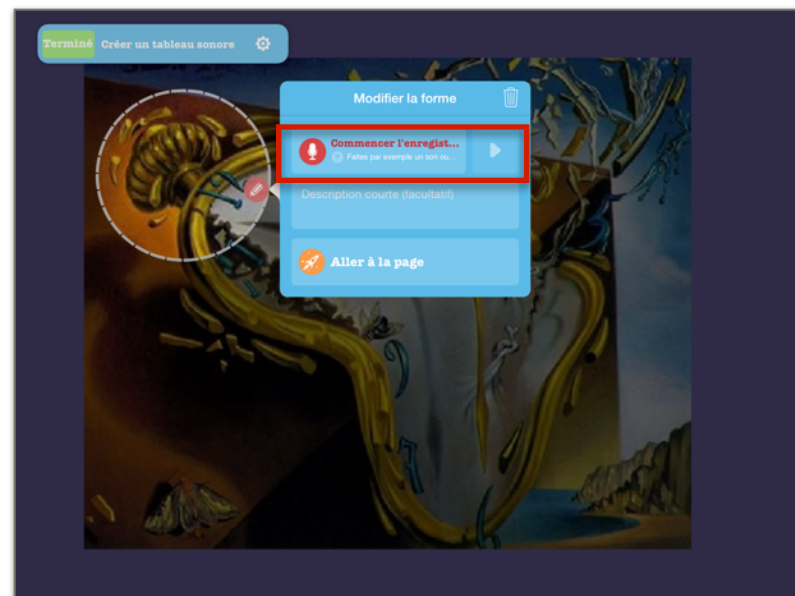 Terminé Créer un tableau sonore
Modifier la forme
Commencer l'enregist...
Faites par exemple un son ou...
Description courte (facultatif)
Aller à la page